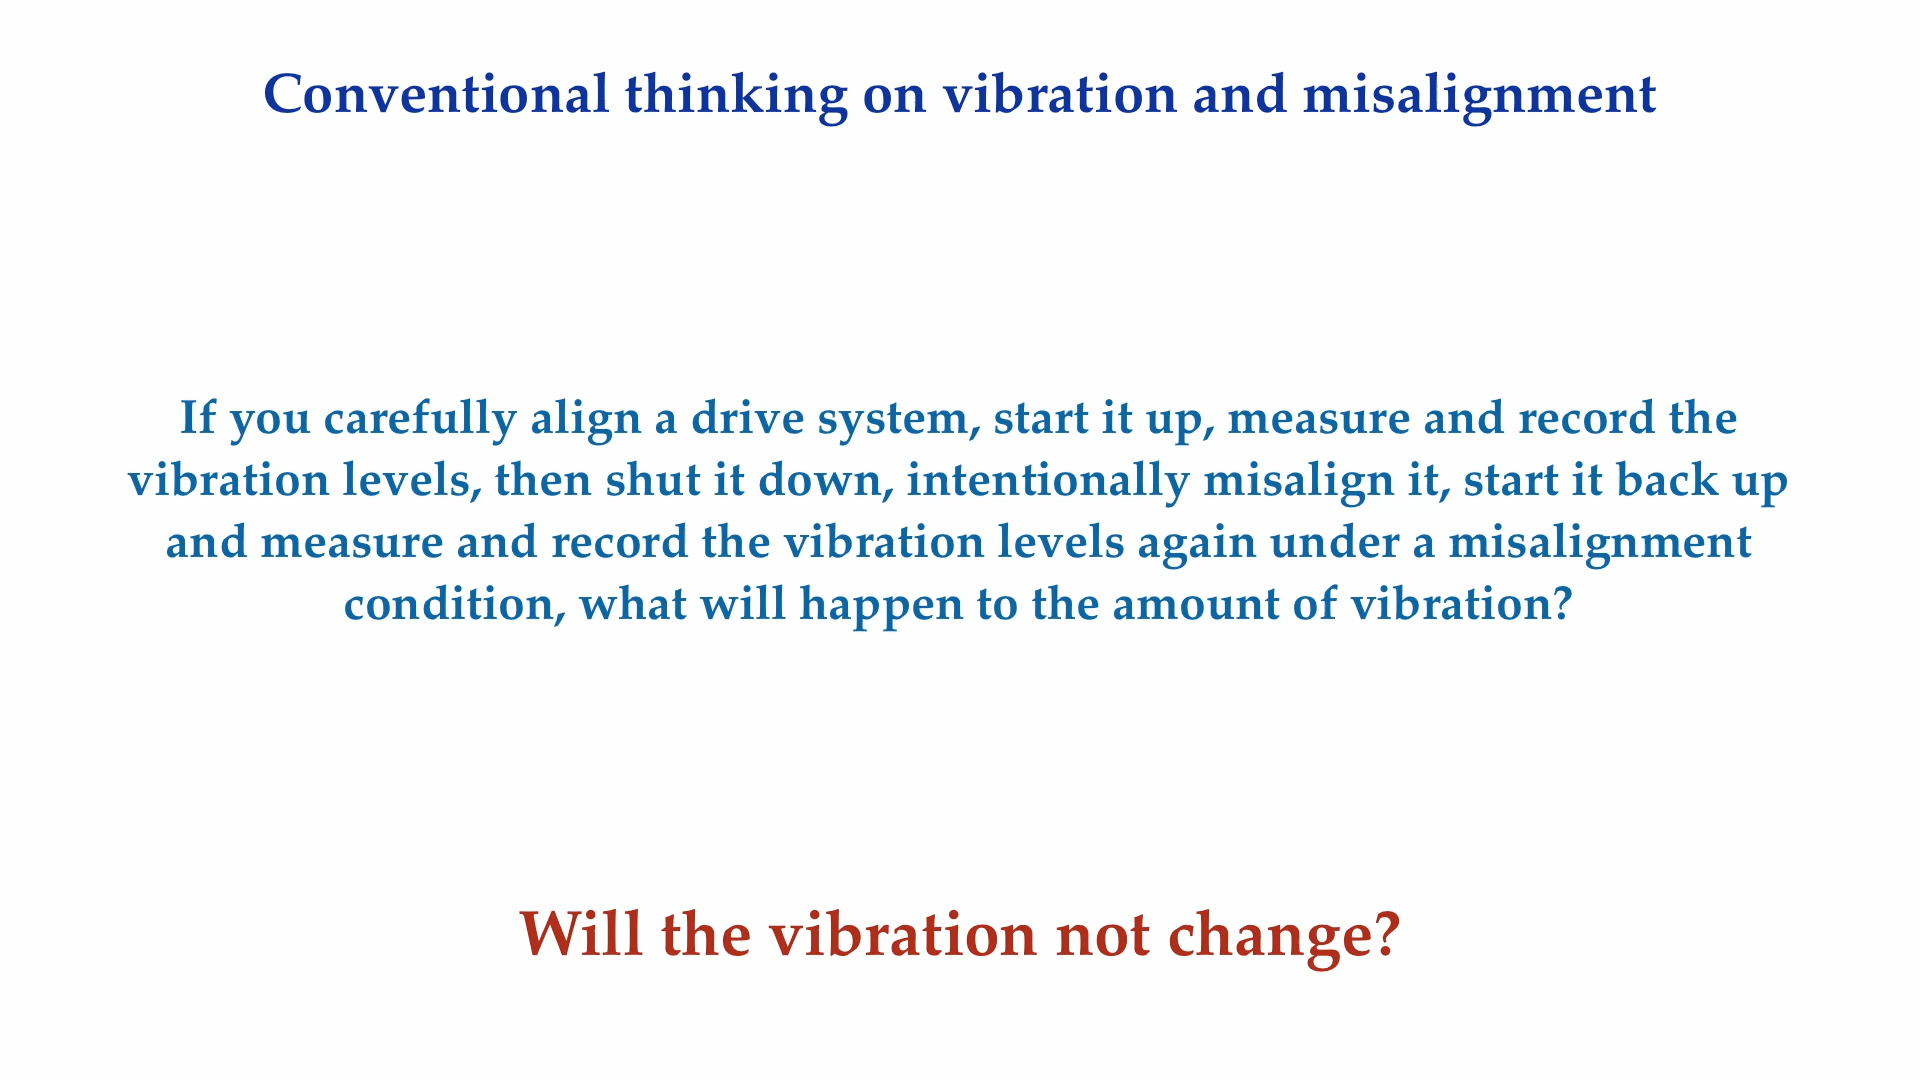 Conventional thinking on vibration and misalignment
If you carefully align a drive system, start it up, measure and record the
vibration levels, then shut it down, intentionally misalign it, start it back up
and measure and record the vibration levels again under a misalignment
condition, what will happen to the amount of vibration?
Will the vibration not change?